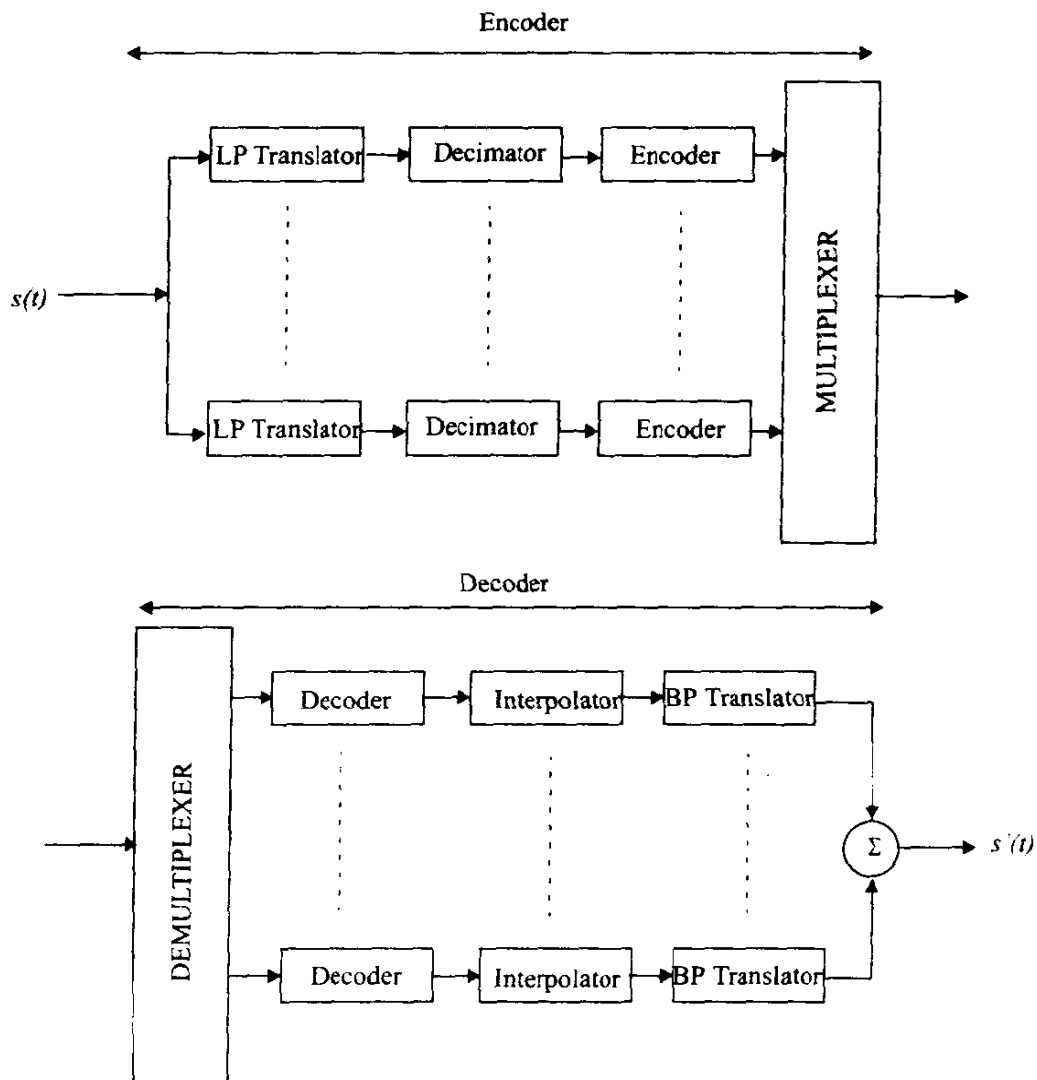 Encoder
LP Translator
Decimator
Encoder
s(t)
MULTIPLEXER
LP Translator
Decimator
Encoder
Decoder
Decoder
Interpolator
BP Translator
DEMULTIPLEXER
Σ
s'(t)
Decoder
Interpolator
BP Translator